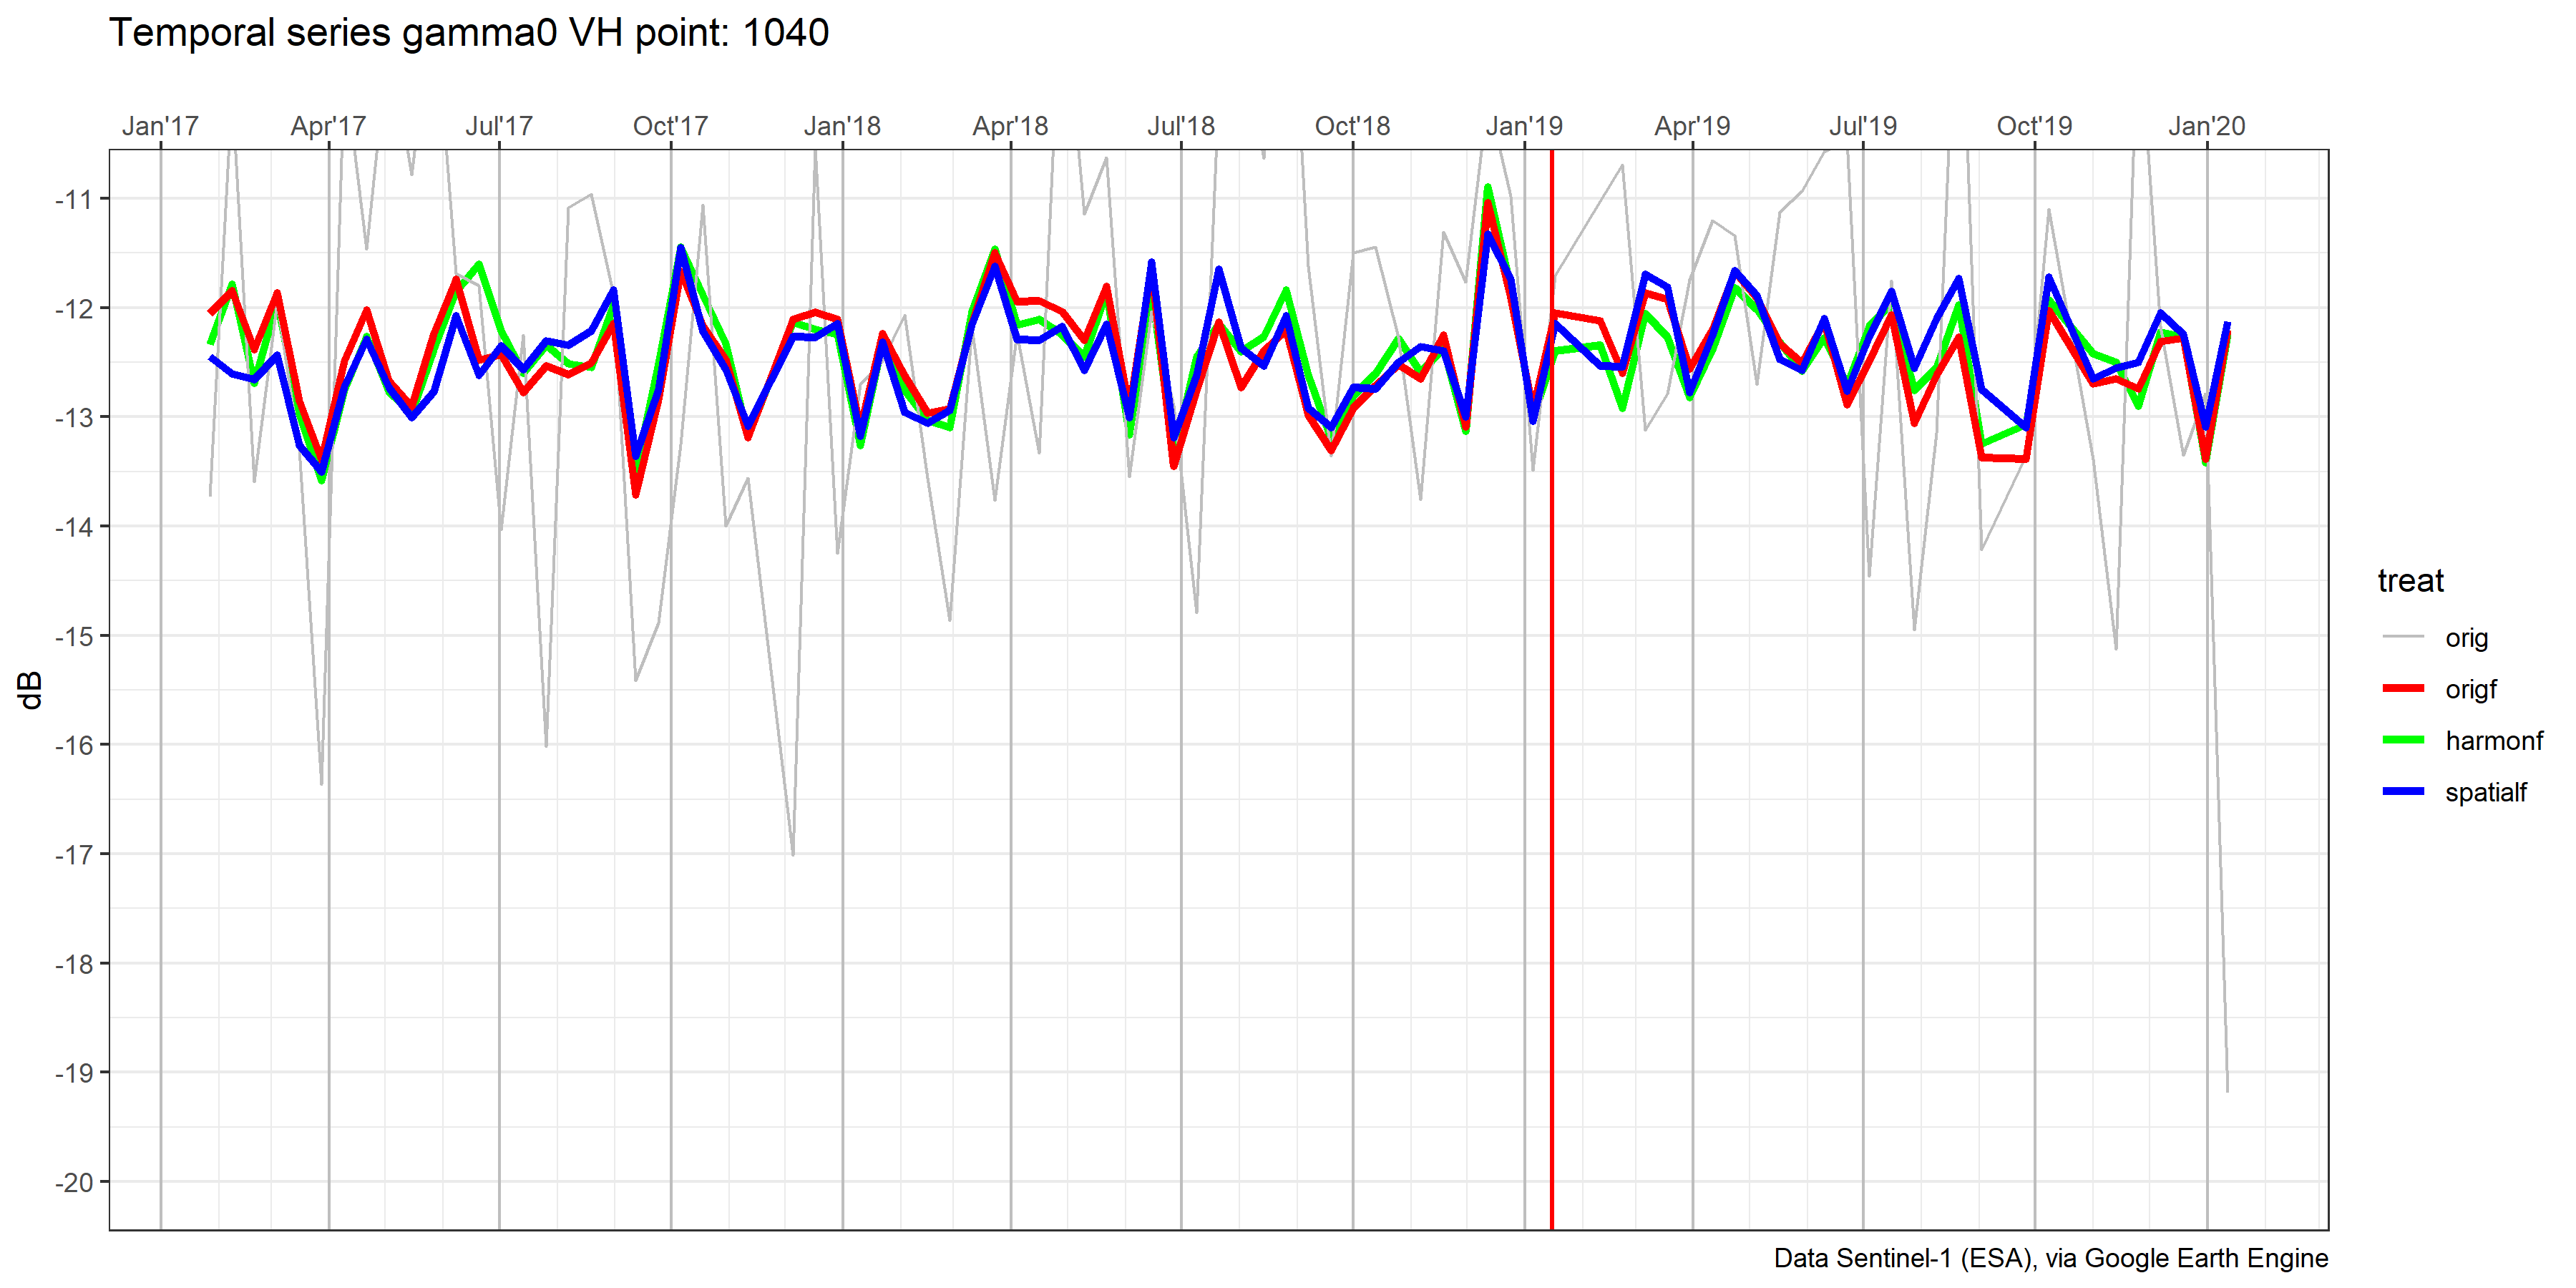 Temporal series gamma0 VH point: 1040
Jan'17 Apr'17 Jul'17 Oct'17 Jan'18 Apr'18 Jul'18 Oct'18 Jan'19 Apr'19 Jul'19 Oct'19 Jan'20
-11
-12
-13
-14
-15
-16
-17
-18
-19
-20
dB
treat
orig
origf
harmonf
spatialf
Data Sentinel-1 (ESA), via Google Earth Engine